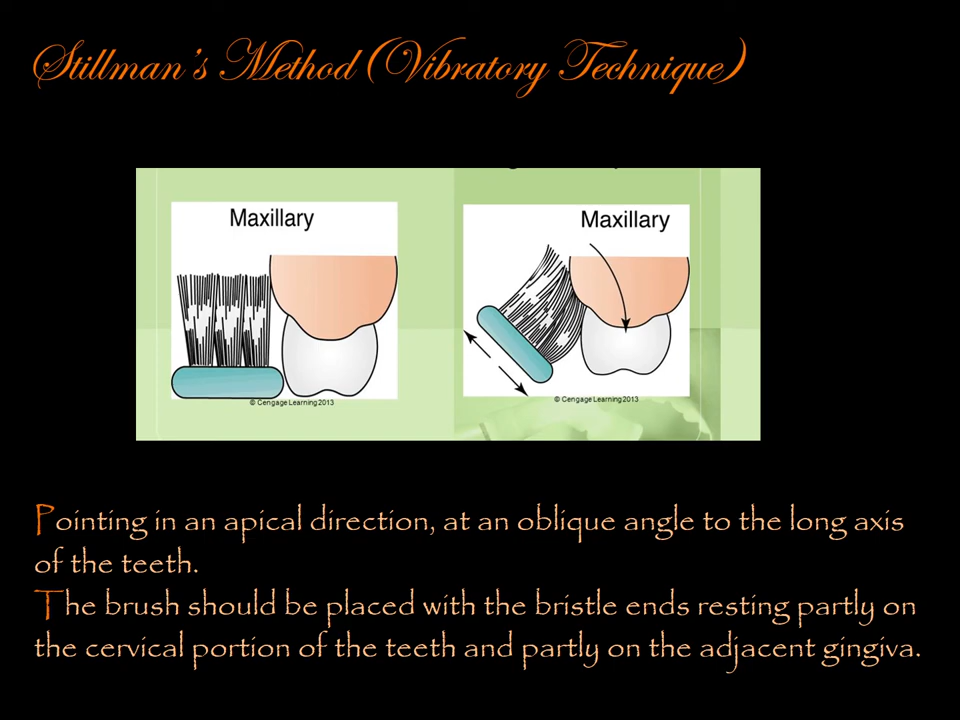 Stillman's Method (Vibratory Technique)
Maxillary
Maxillary
© Cengage Learning 2013
© Cengage Learning 2013
Pointing in an apical direction, at an oblique angle to the long axis
of the teeth.
The brush should be placed with the bristle ends resting partly on
the cervical portion of the teeth and partly on the adjacent gingiva.